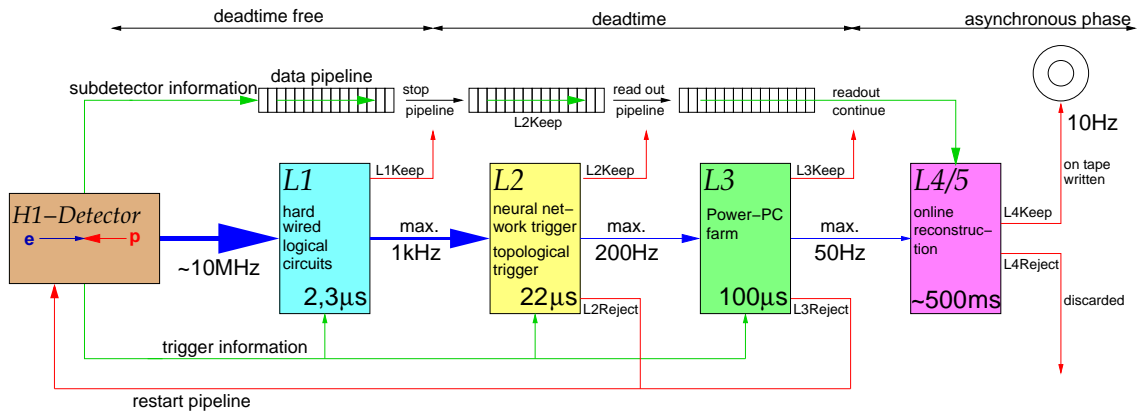 deadtime free
deadtime
asynchronous phase
subdetector information
data pipeline
stop
pipeline
L2Keep
read out
pipeline
readout
continue
10Hz
on tape
written
H1-Detector
e
p
~10MHz
L1
hard
wired
logical
circuits
2,3µs
L1Keep
max.
1kHz
L2
neural net-
work trigger
topological
trigger
22µs
L2Keep
max.
200Hz
L2Reject
L3
Power-PC
farm
100µs
L3Keep
max.
50Hz
L3Reject
L4/5
online
reconstruc-
tion
~500ms
L4Keep
L4Reject
discarded
trigger information
restart pipeline